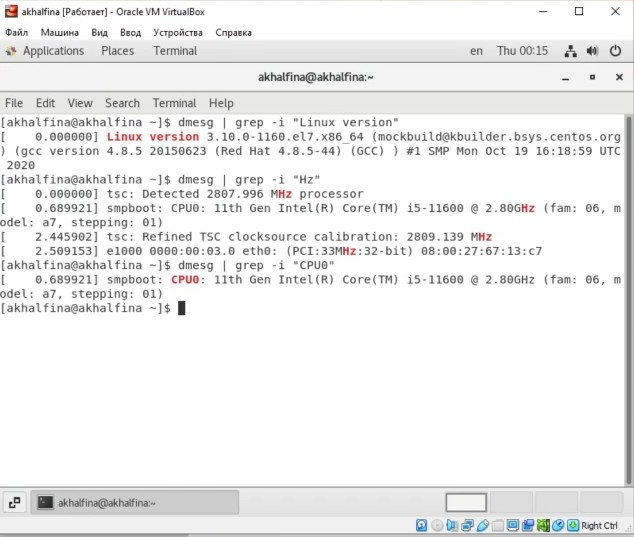 akhalfina [Работает] - Oracle VM VirtualBox
Файл Машина Вид Ввод Устройства Справка
Applications Places Terminal en Thu 00:15
akhalfina@akhalfina:~
File Edit View Search Terminal Help
[akhalfina@akhalfina ~]$ dmesg | grep -i "Linux version"
[    0.000000] Linux version 3.10.0-1160.el7.x86_64 (mockbuild@kbuilder.bsys.centos.org
) (gcc version 4.8.5 20150623 (Red Hat 4.8.5-44) (GCC) ) #1 SMP Mon Oct 19 16:18:59 UTC
 2020
[akhalfina@akhalfina ~]$ dmesg | grep -i "Hz"
[    0.000000] tsc: Detected 2807.996 MHz processor
[    0.689921] smpboot: CPU0: 11th Gen Intel(R) Core(TM) i5-11600 @ 2.80GHz (fam: 06, m
odel: a7, stepping: 01)
[    2.445902] tsc: Refined TSC clocksource calibration: 2809.139 MHz
[    2.509153] e1000 0000:00:03.0 eth0: (PCI:33MHz:32-bit) 08:00:27:67:13:c7
[akhalfina@akhalfina ~]$ dmesg | grep -i "CPU0"
[    0.689921] smpboot: CPU0: 11th Gen Intel(R) Core(TM) i5-11600 @ 2.80GHz (fam: 06, m
odel: a7, stepping: 01)
[akhalfina@akhalfina ~]$
akhalfina@akhalfina:~
Right Ctrl